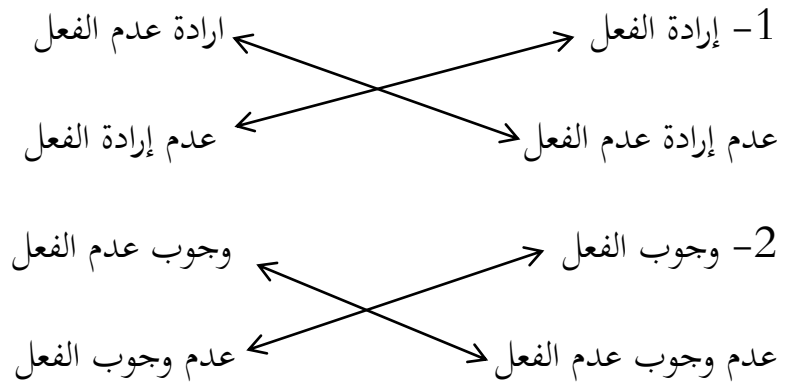 1- إرادة الفعل ارادة عدم الفعل
عدم إرادة عدم الفعل عدم إرادة الفعل
2- وجوب الفعل وجوب عدم الفعل
عدم وجوب عدم الفعل عدم وجوب الفعل